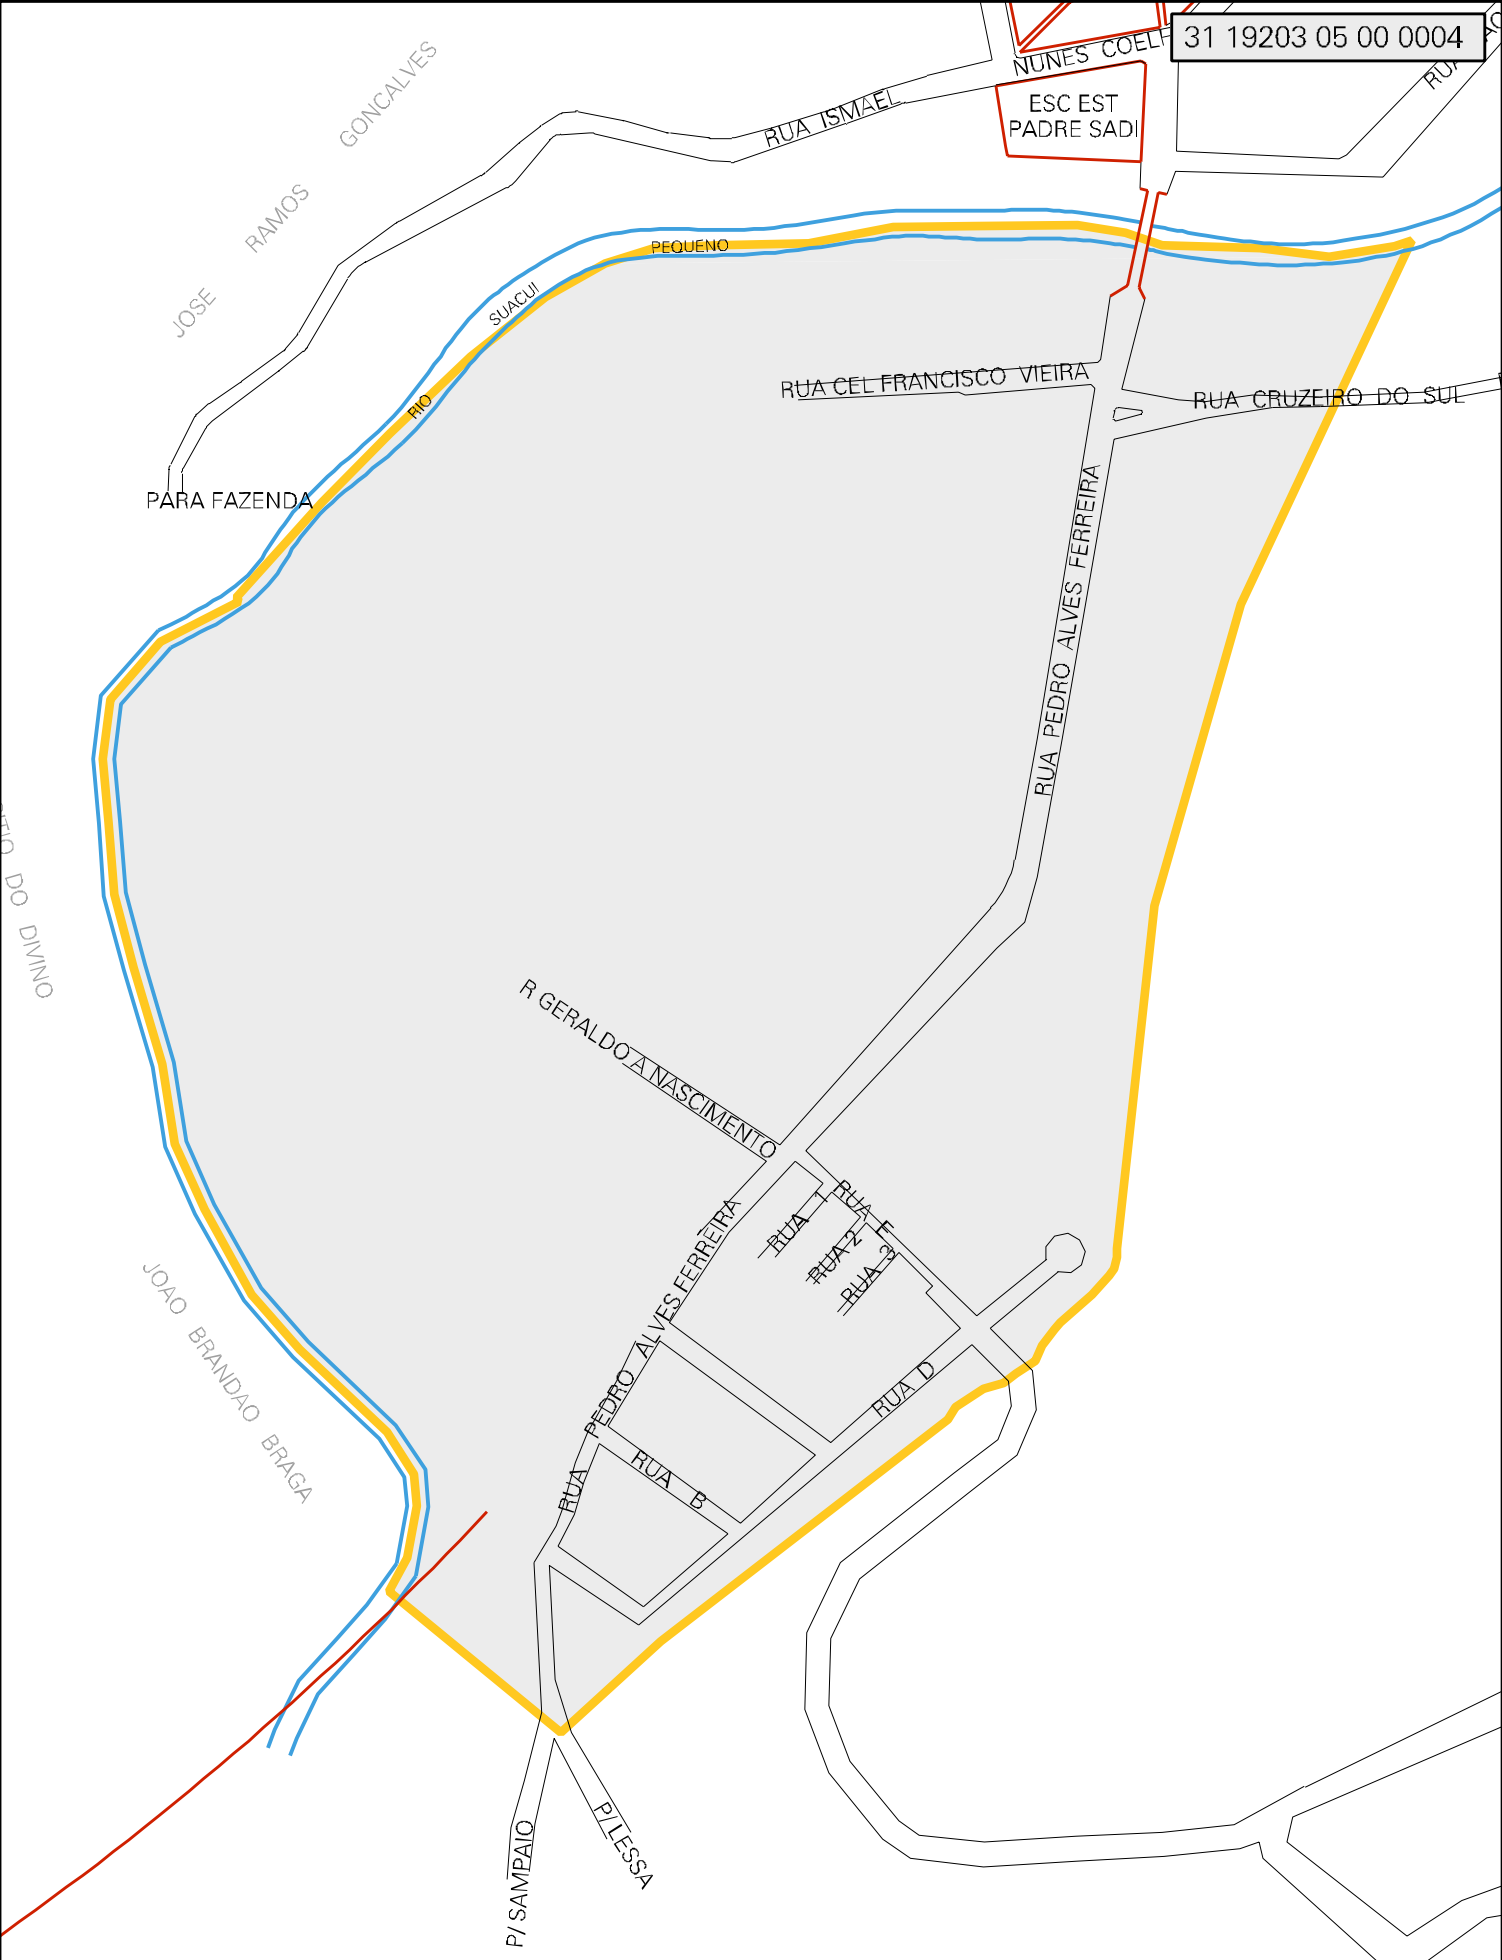 31 19203 05 00 0004
NUNES COELH
RUA ISMAEL
ESC EST
PADRE SADI
RUA
JOSE RAMOS GONCALVES
RIO SUACUI PEQUENO
RUA CEL FRANCISCO VIEIRA
RUA CRUZEIRO DO SUL
PARA FAZENDA
RUA PEDRO ALVES FERREIRA
DO DIVINO
R GERALDO A NASCIMENTO
RUA E
RUA 1
RUA 2
RUA 3
RUA PEDRO ALVES FERREIRA
RUA D
RUA B
JOAO BRANDAO BRAGA
P/ SAMPAIO
P/ LESSA